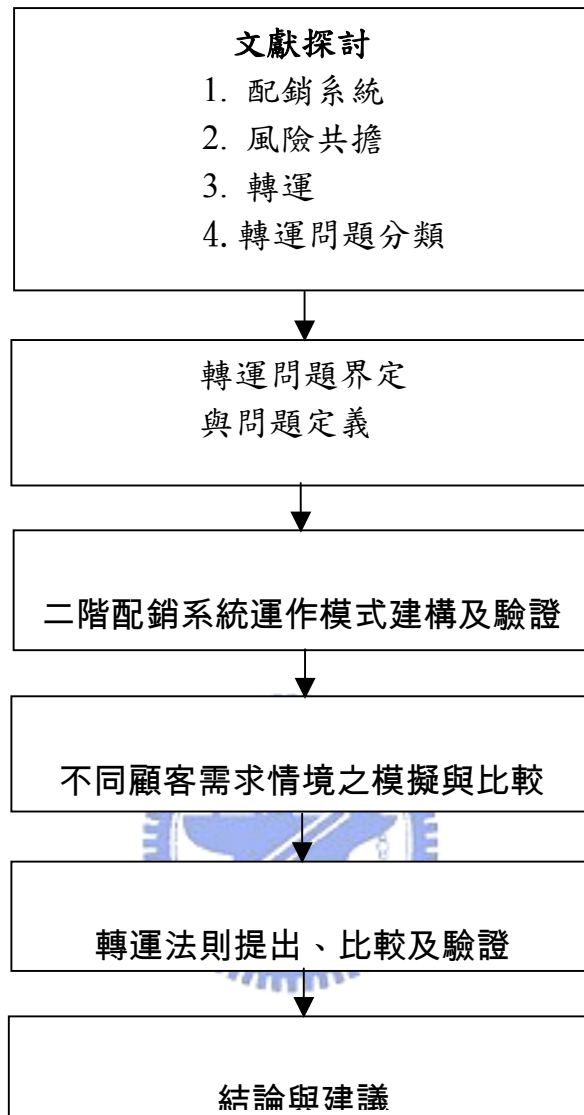 文獻探討
1. 配銷系統
2. 風險共擔
3. 轉運
4. 轉運問題分類
轉運問題界定
與問題定義
二階配銷系統運作模式建構及驗證
不同顧客需求情境之模擬與比較
轉運法則提出、比較及驗證
結論與建議